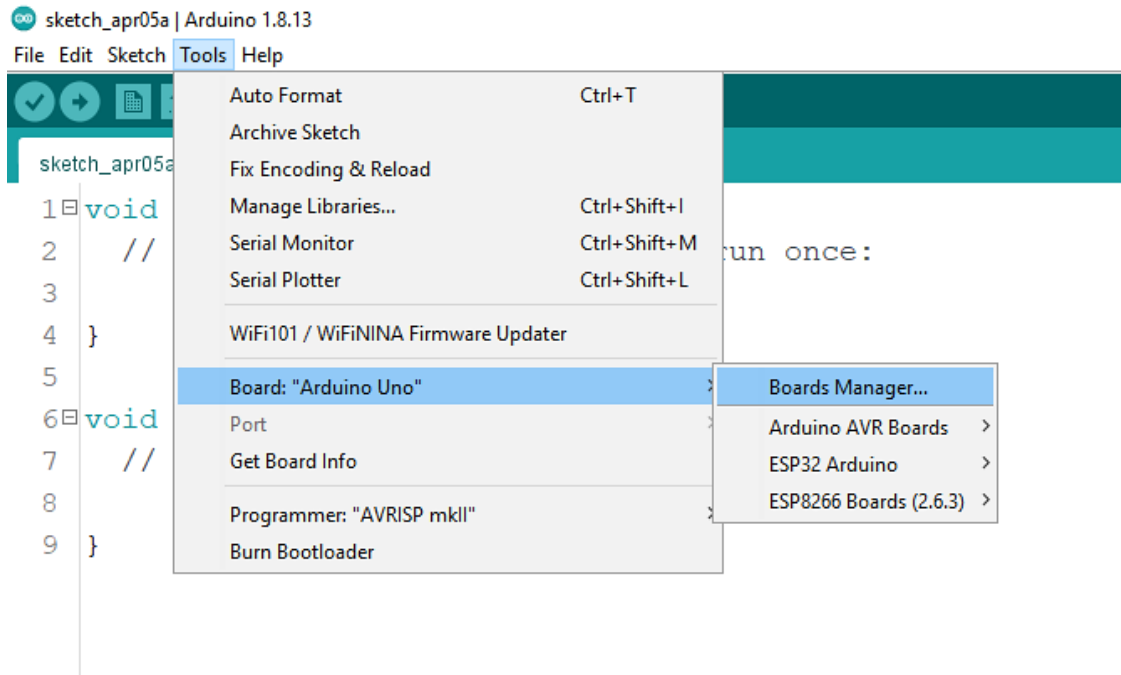 sketch_apr05a | Arduino 1.8.13
File Edit Sketch Tools Help
Auto Format Ctrl+T
Archive Sketch
Fix Encoding & Reload
Manage Libraries... Ctrl+Shift+I
Serial Monitor Ctrl+Shift+M
Serial Plotter Ctrl+Shift+L
WiFi101 / WiFiNINA Firmware Updater
Board: "Arduino Uno"
Port
Get Board Info
Programmer: "AVRISP mkII"
Burn Bootloader
Boards Manager...
Arduino AVR Boards
ESP32 Arduino
ESP8266 Boards (2.6.3)
sketch_apr05a
1 void
2 // run once:
3
4 }
5
6 void
7 //
8
9 }